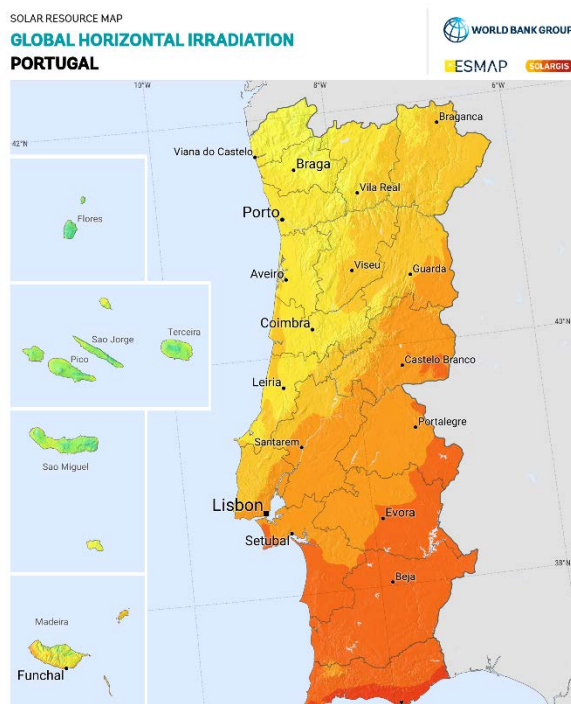 SOLAR RESOURCE MAP
GLOBAL HORIZONTAL IRRADIATION
PORTUGAL
WORLD BANK GROUP
ESMAP
SOLARGIS
10°W
8°W
6°W
42°N
Braganca
Viana do Castelo
Braga
Vila Real
Porto
Flores
Viseu
Guarda
Aveiro
Coimbra
43°N
Sao Jorge
Terceira
Pico
Castelo Branco
Leiria
Portalegre
Santarem
Sao Miguel
Lisbon
Evora
Setubal
38°N
Beja
Madeira
Funchal